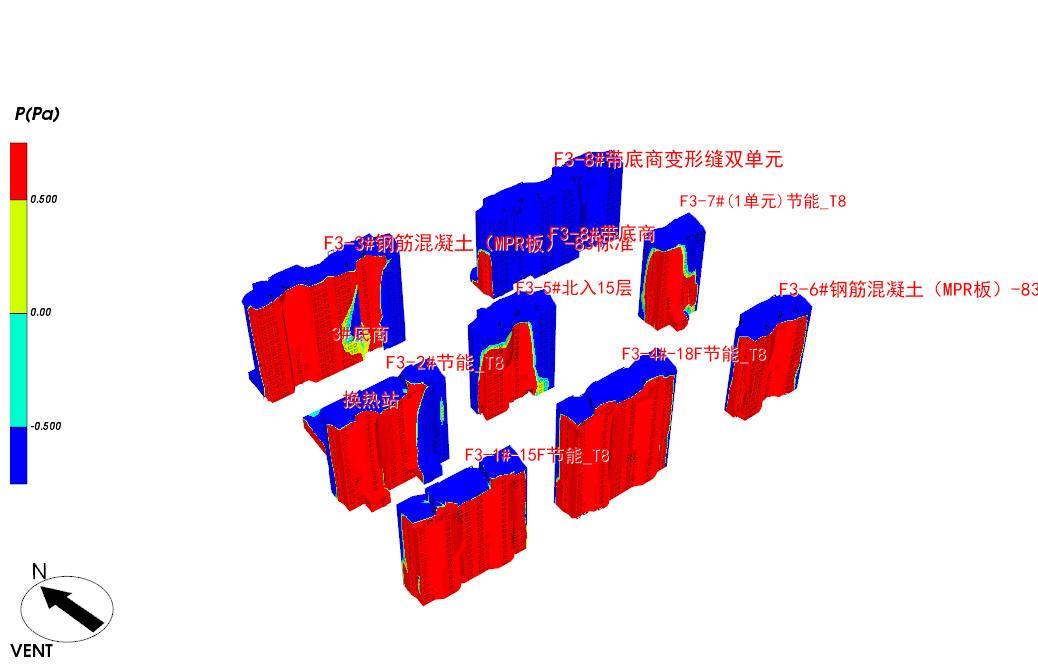 P(Pa)
0.500
0.00
-0.500
F3-8#带底商变形缝双单元
F3-7#(1单元)节能_T8
F3-8#带底商
F3-3#钢筋混凝土（MPR板）-83标准
F3-5#北入15层
F3-6#钢筋混凝土（MPR板）-83
3#底商
F3-4#-18F节能_T8
F3-2#节能_T8
换热站
F3-1#-15F节能_T8
N
VENT